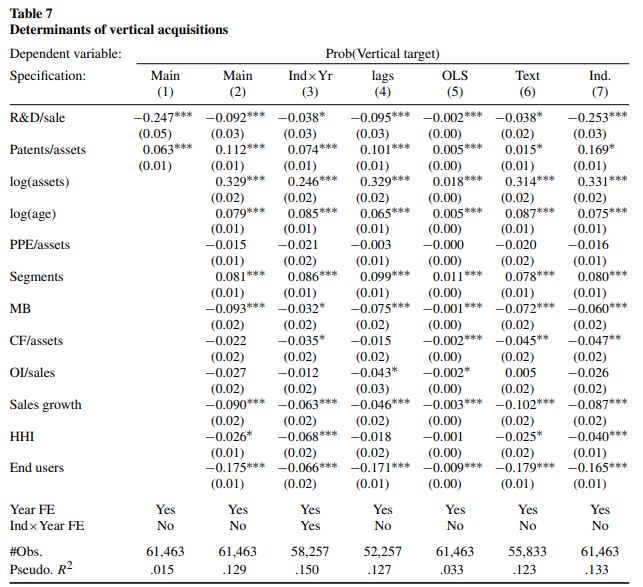 Table 7
Determinants of vertical acquisitions
Dependent variable: Prob(Vertical target)
Specification: Main Main Ind×Yr lags OLS Text Ind.
(1) (2) (3) (4) (5) (6) (7)
R&D/sale −0.247*** −0.092*** −0.038* −0.095*** −0.002*** −0.038* −0.253***
(0.05) (0.03) (0.03) (0.03) (0.00) (0.02) (0.03)
Patents/assets 0.063*** 0.112*** 0.074*** 0.101*** 0.005*** 0.015* 0.169*
(0.01) (0.01) (0.01) (0.01) (0.00) (0.01) (0.01)
log(assets) 0.329*** 0.246*** 0.329*** 0.018*** 0.314*** 0.331***
(0.02) (0.02) (0.02) (0.00) (0.02) (0.02)
log(age) 0.079*** 0.085*** 0.065*** 0.005*** 0.087*** 0.075***
(0.01) (0.01) (0.01) (0.00) (0.01) (0.01)
PPE/assets −0.015 −0.021 −0.003 −0.000 −0.020 −0.016
(0.01) (0.02) (0.01) (0.00) (0.02) (0.01)
Segments 0.081*** 0.086*** 0.099*** 0.011*** 0.078*** 0.080***
(0.01) (0.01) (0.01) (0.00) (0.01) (0.01)
MB −0.093*** −0.032* −0.075*** −0.001*** −0.072*** −0.060***
(0.02) (0.02) (0.02) (0.00) (0.02) (0.02)
CF/assets −0.022 −0.035* −0.015 −0.002*** −0.045** −0.047**
(0.02) (0.02) (0.02) (0.00) (0.02) (0.02)
OI/sales −0.027 −0.012 −0.043* −0.002* 0.005 −0.026
(0.02) (0.02) (0.03) (0.00) (0.02) (0.02)
Sales growth −0.090*** −0.063*** −0.046*** −0.003*** −0.102*** −0.087***
(0.02) (0.02) (0.02) (0.00) (0.02) (0.02)
HHI −0.026* −0.068*** −0.018 −0.001 −0.025* −0.040***
(0.01) (0.02) (0.02) (0.00) (0.02) (0.01)
End users −0.175*** −0.066*** −0.171*** −0.009*** −0.179*** −0.165***
(0.01) (0.02) (0.01) (0.00) (0.01) (0.01)
Year FE Yes Yes Yes Yes Yes Yes Yes
Ind×Year FE No No Yes No No No No
#Obs. 61,463 61,463 58,257 52,257 61,463 55,833 61,463
Pseudo. R² .015 .129 .150 .127 .033 .123 .133